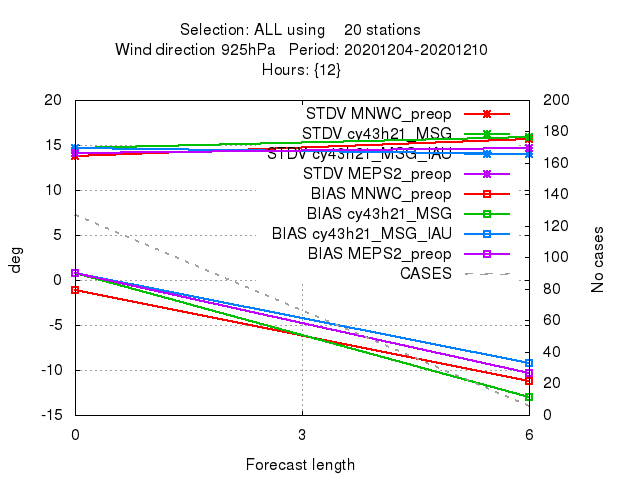 Selection: ALL using 20 stations
Wind direction 925hPa Period: 20201204-20201210
Hours: {12}
20
15
10
5
0
-5
-10
-15
deg
200
180
160
140
120
100
80
60
40
20
0
No cases
STDV MNWC_preop
STDV cy43h21_MSG
STDV cy43h21_MSG_IAU
STDV MEPS2_preop
BIAS MNWC_preop
BIAS cy43h21_MSG
BIAS cy43h21_MSG_IAU
BIAS MEPS2_preop
CASES
0 3 6
Forecast length